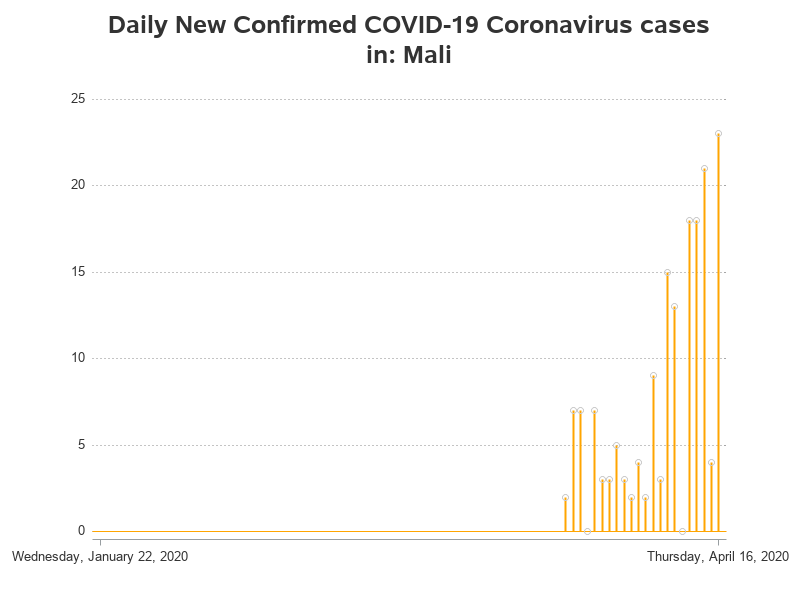 Daily New Confirmed COVID-19 Coronavirus cases
in: Mali
25
20
15
10
5
0
Wednesday, January 22, 2020
Thursday, April 16, 2020